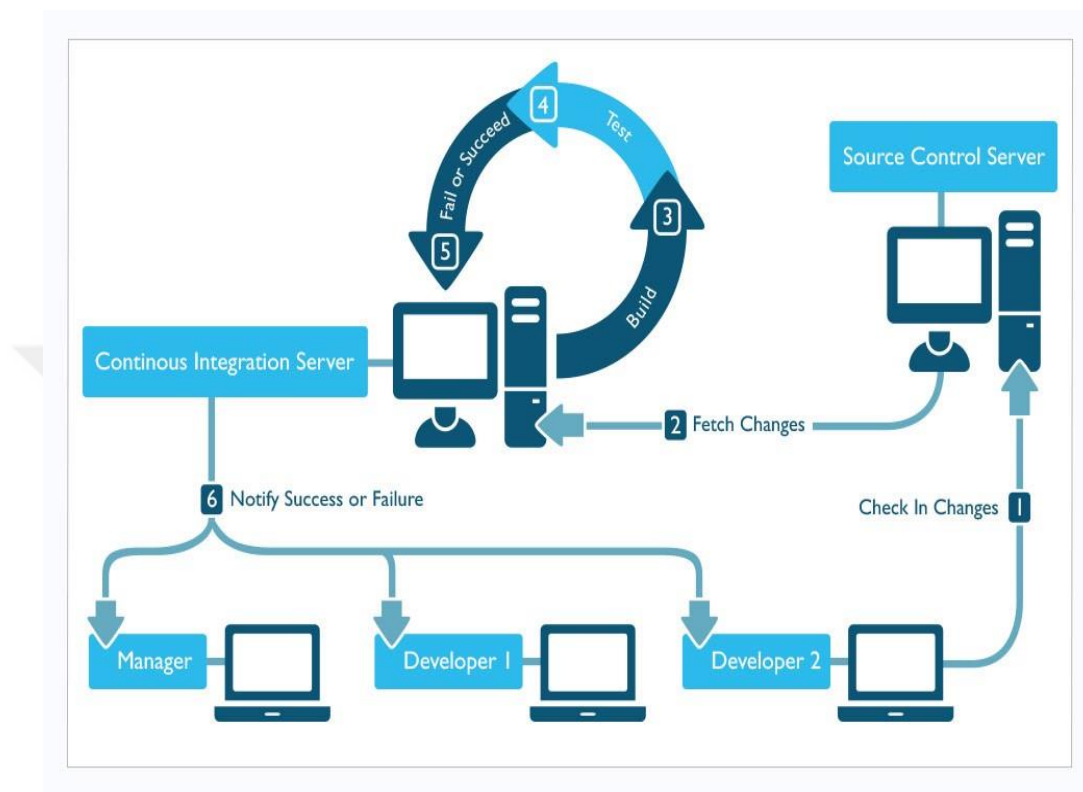 4
Test
Fail or Succeed
Source Control Server
3
5
Build
Continous Integration Server
2 Fetch Changes
6 Notify Success or Failure
Check In Changes 1
Manager
Developer 1
Developer 2